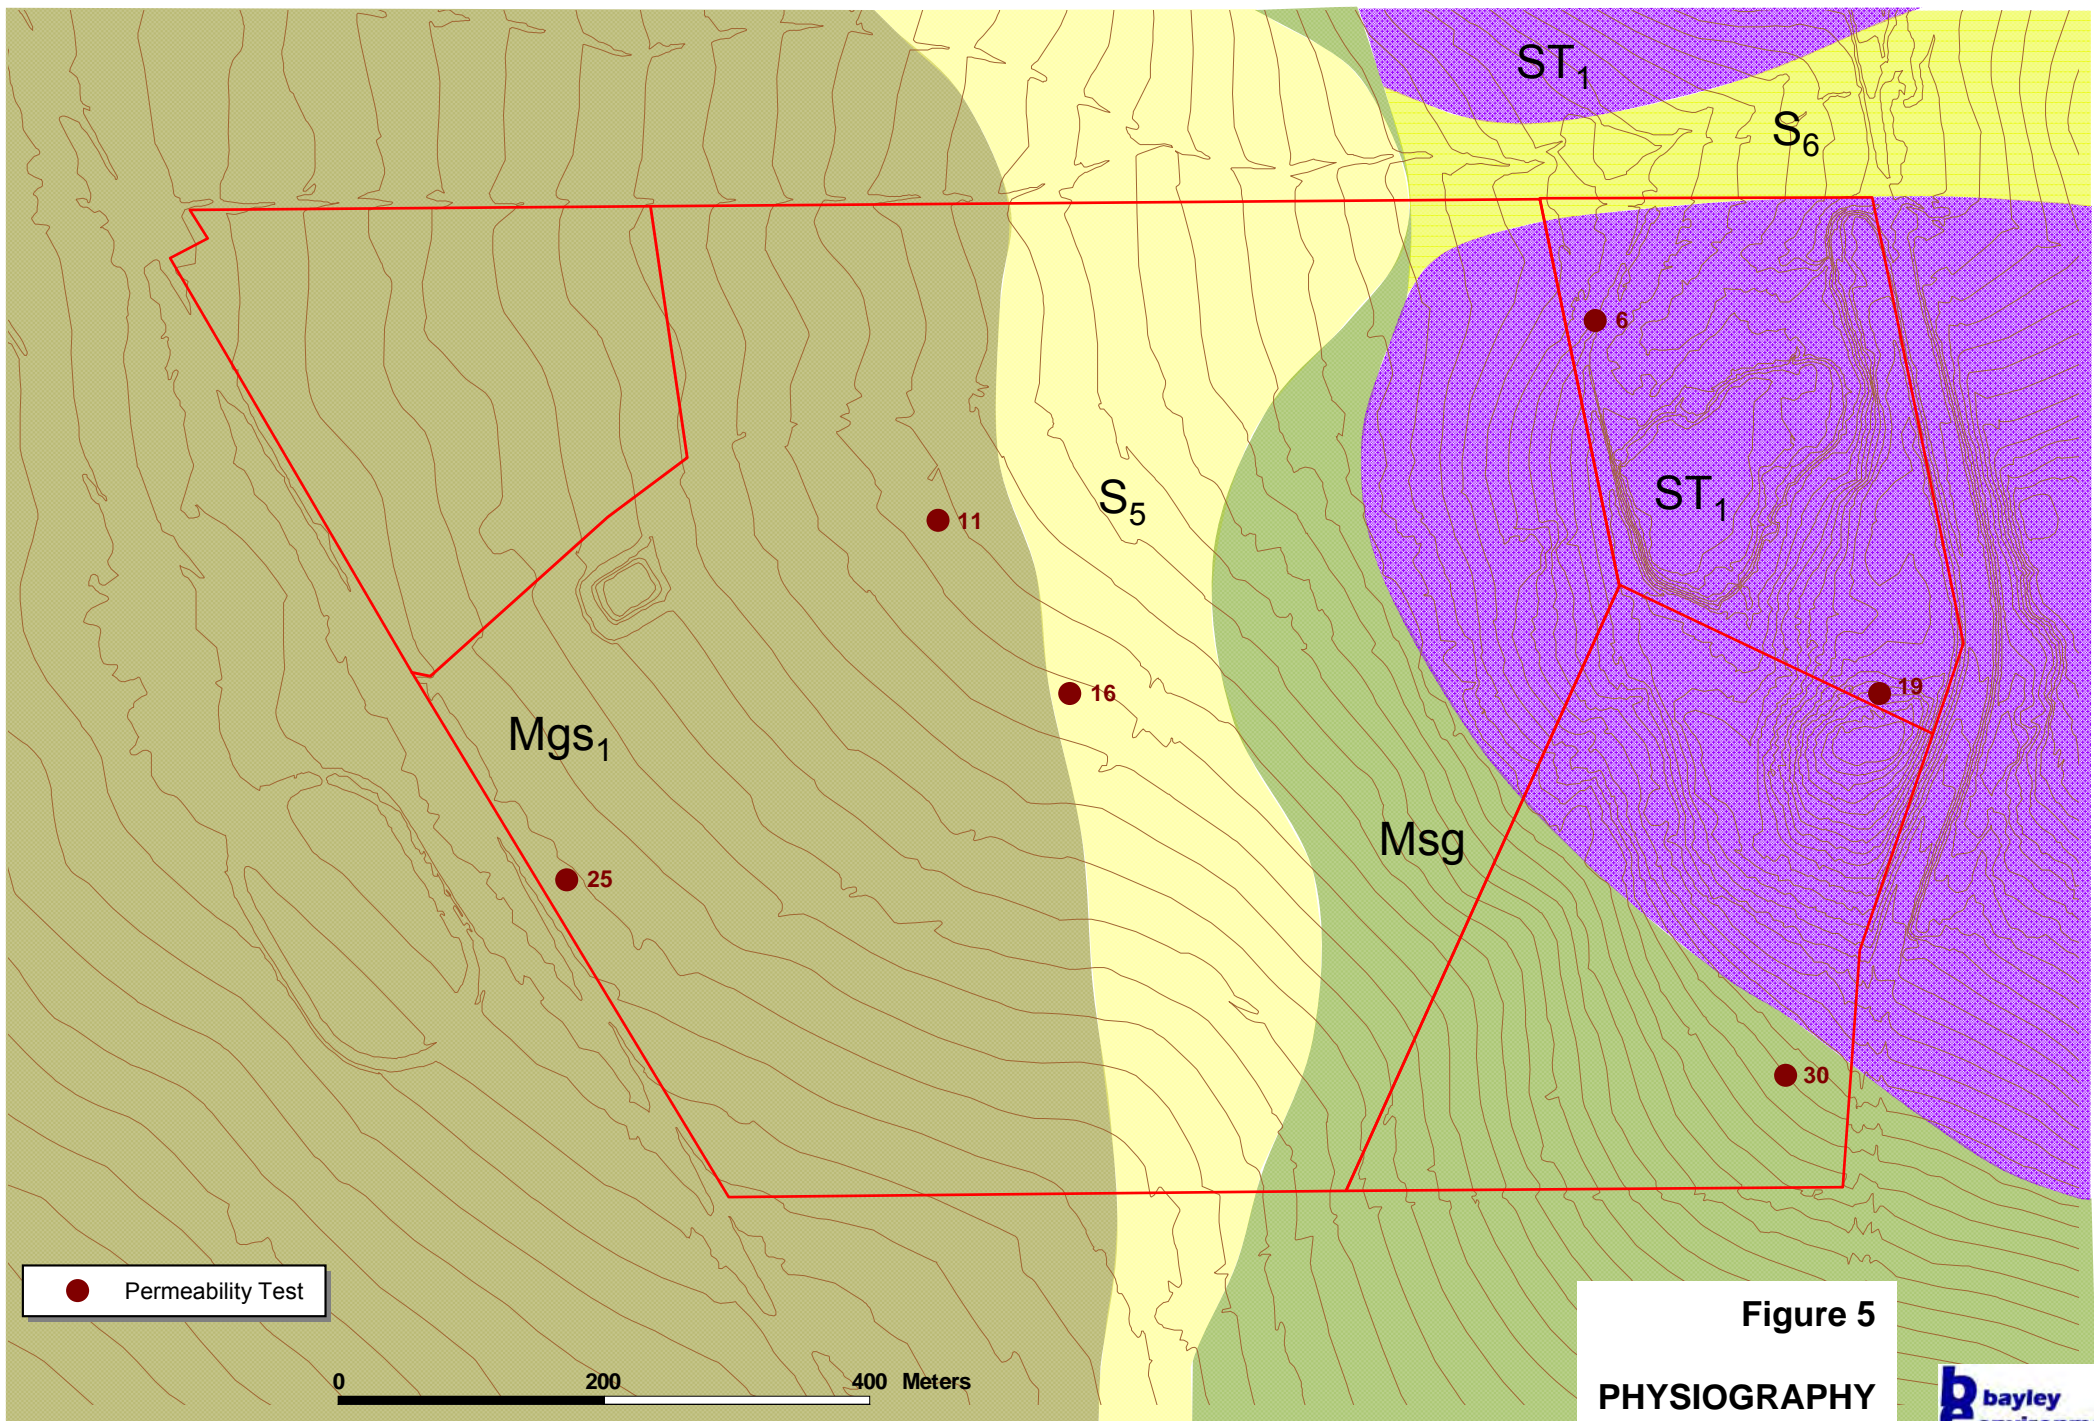 ST₁
S₆
6
ST₁
S₅
11
16
19
Mgs₁
Msg
25
30
Permeability Test
0 200 400 Meters
Figure 5
PHYSIOGRAPHY
bayley